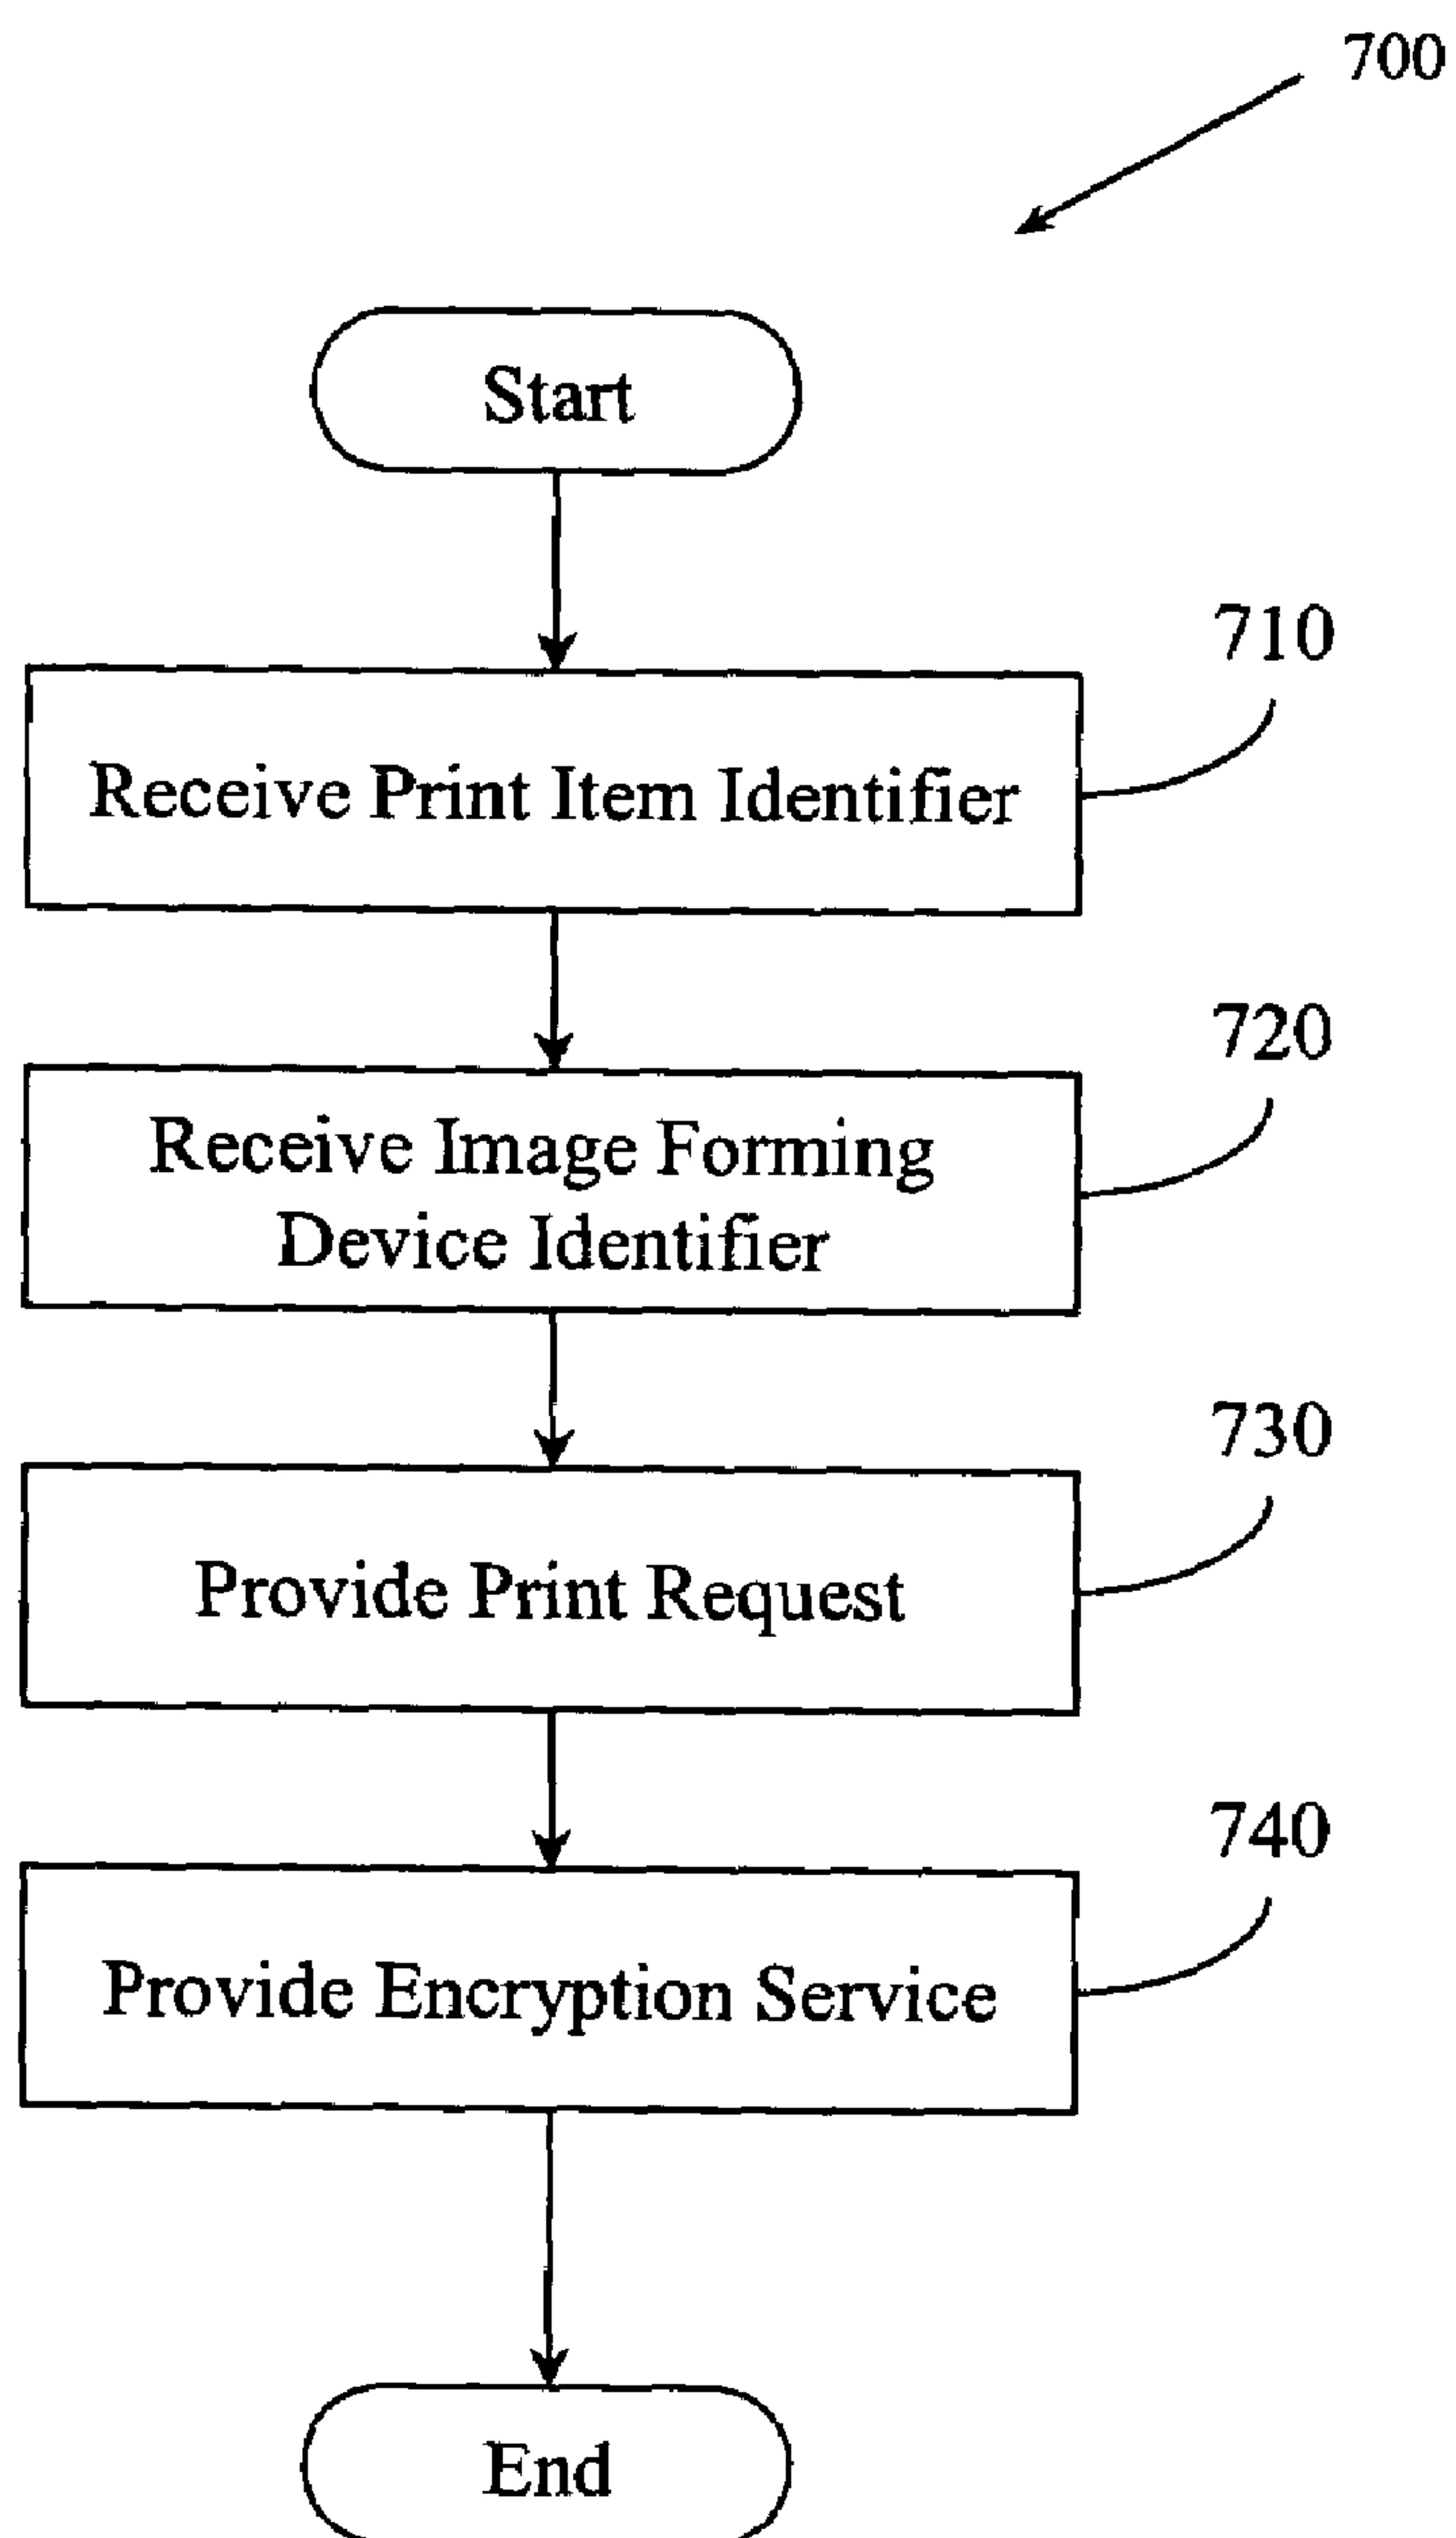 700
Start
710
Receive Print Item Identifier
720
Receive Image Forming
Device Identifier
730
Provide Print Request
740
Provide Encryption Service
End